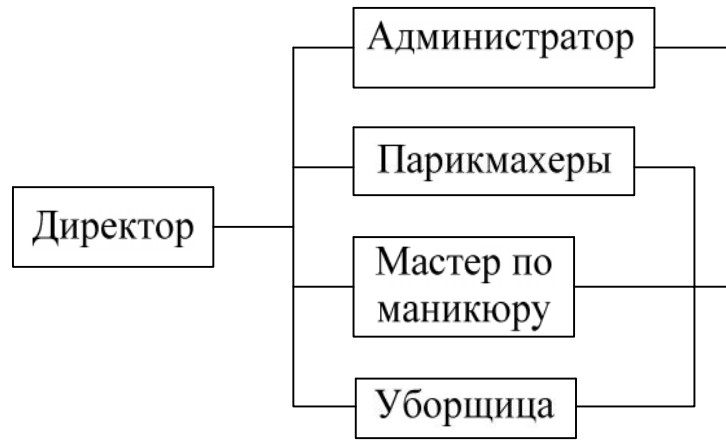 Администратор
Парикмахеры
Директор
Мастер по
маникюру
Уборщица